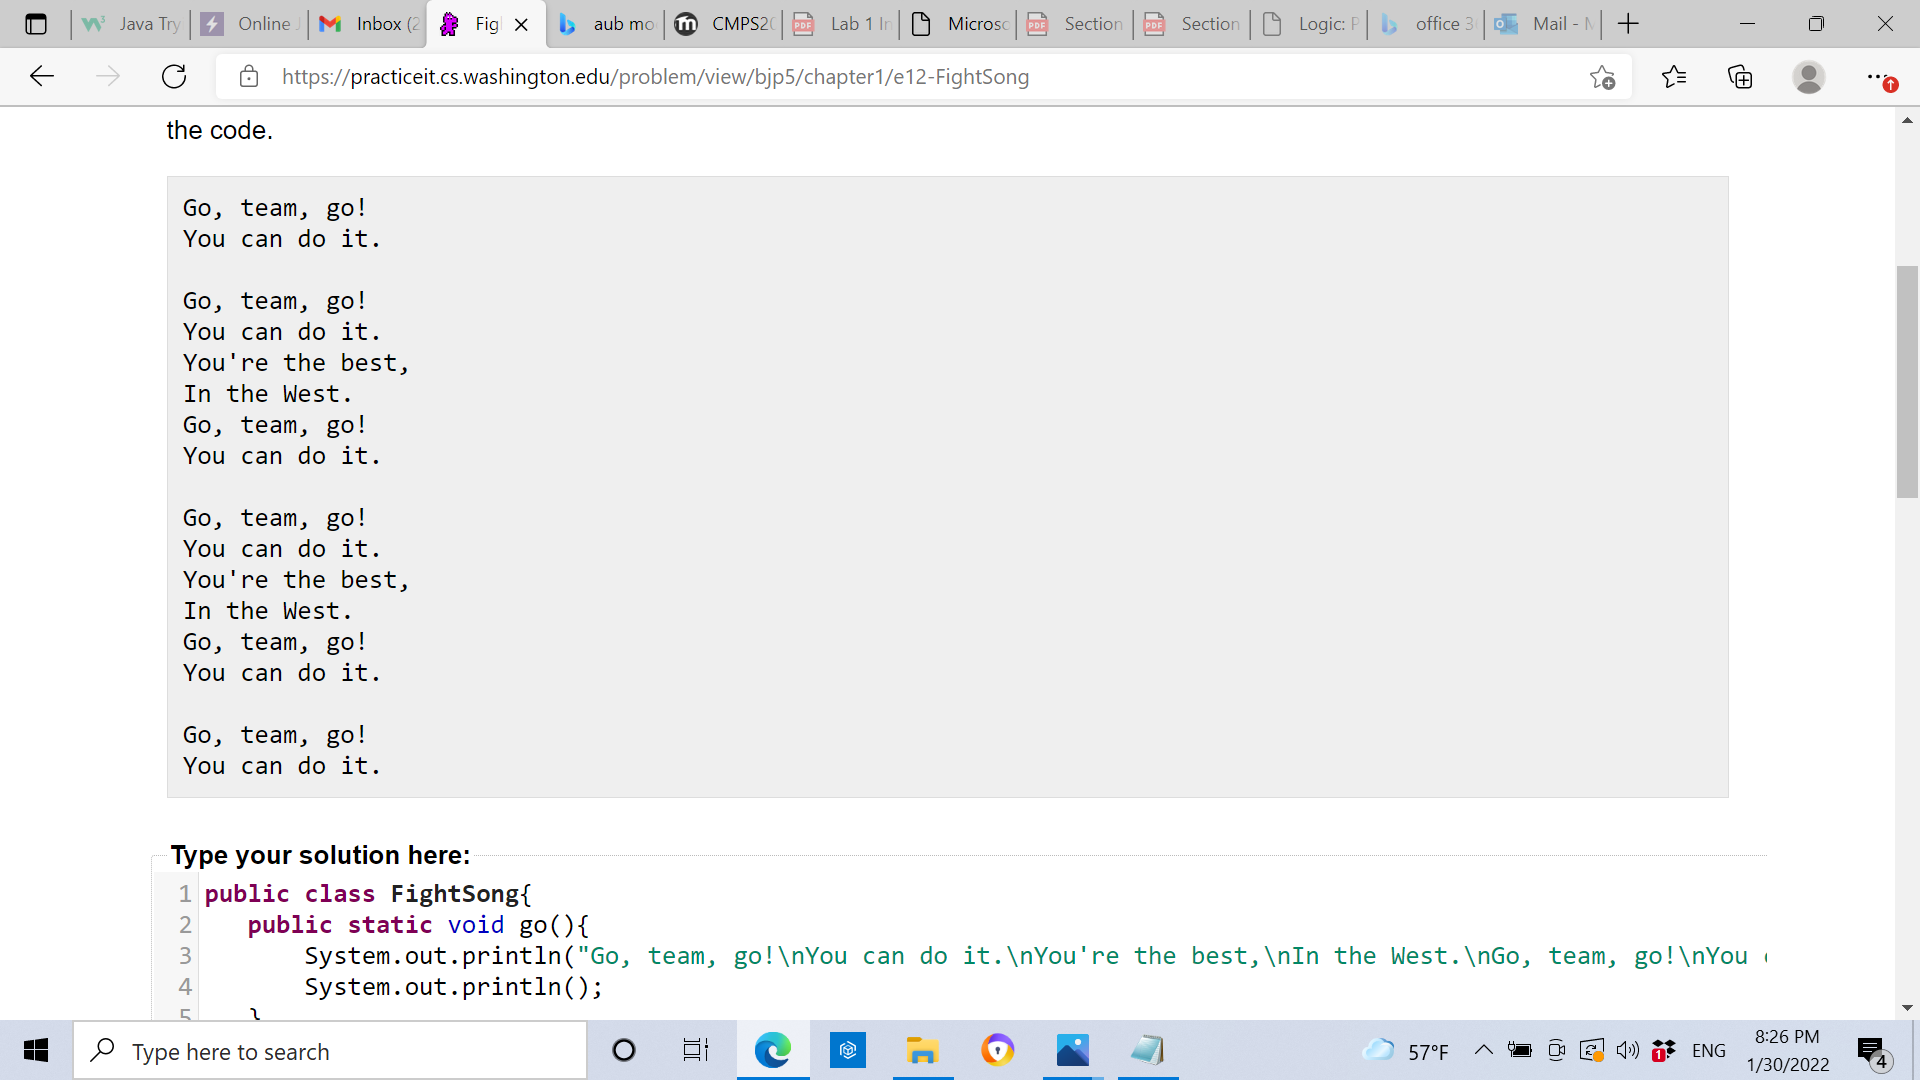 Java Try
Online
Inbox (2
Fig
aub mo
CMPS20
Lab 1 In
Microso
Section
Section
Logic: P
office 3
Mail - M
https://practiceit.cs.washington.edu/problem/view/bjp5/chapter1/e12-FightSong
the code.
Go, team, go!
You can do it.
Go, team, go!
You can do it.
You're the best,
In the West.
Go, team, go!
You can do it.
Go, team, go!
You can do it.
You're the best,
In the West.
Go, team, go!
You can do it.
Go, team, go!
You can do it.
Type your solution here:
1 public class FightSong{
2 public static void go(){
3 System.out.println("Go, team, go!\nYou can do it.\nYou're the best,\nIn the West.\nGo, team, go!\nYou
4 System.out.println();
5 }
Type here to search
57°F
1
ENG
8:26 PM
1/30/2022
4